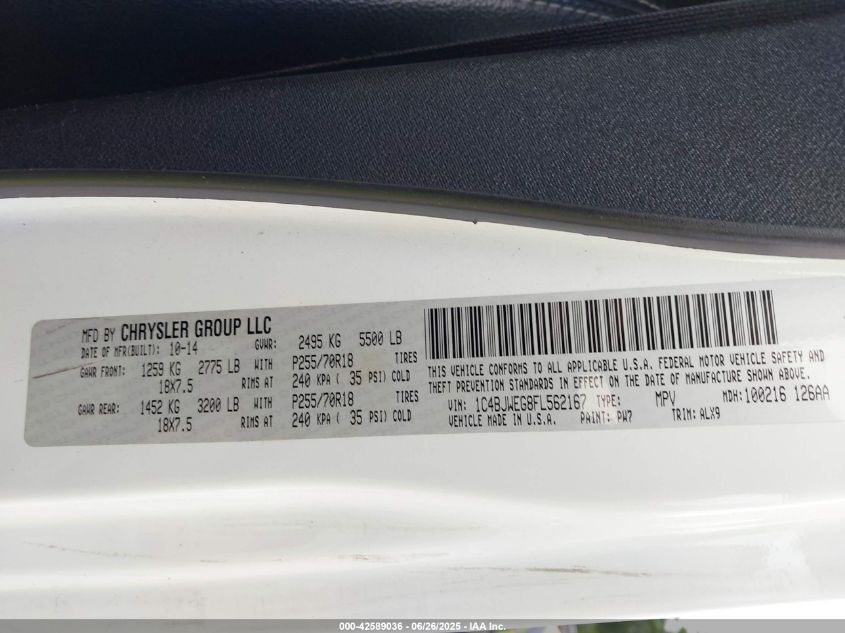 MFD BY CHRYSLER GROUP LLC
DATE OF MFR(BUILT): 10-14 GVWR: 2495 KG 5500 LB
GAWR FRONT: 1259 KG 2775 LB WITH P255/70R18 TIRES
18X7.5 RIMS AT 240 KPA ( 35 PSI) COLD
GAWR REAR: 1452 KG 3200 LB WITH P255/70R18 TIRES
18X7.5 RIMS AT 240 KPA ( 35 PSI) COLD
THIS VEHICLE CONFORMS TO ALL APPLICABLE U.S.A. FEDERAL MOTOR VEHICLE SAFETY AND
THEFT PREVENTION STANDARDS IN EFFECT ON THE DATE OF MANUFACTURE SHOWN ABOVE.
VIN: 1C4BJWEG8FL562167 TYPE: MPV MDH:100216 126AA
VEHICLE MADE IN U.S.A. PAINT: PW7 TRIM: ALX9
000-42589036 - 06/26/2025 - IAA Inc.